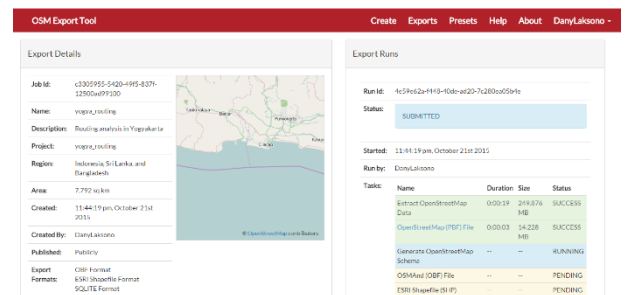 OSM Export Tool
Create Exports Presets Help About DanyLaksono
Export Details
Job Id: c3305955-5420-49f5-837f-
12500ad99100
Name: yogya_routing
Description: Routing analysis in Yogyakarta
Project: yogya_routing
Region: Indonesia, Sri Lanka, and
Bangladesh
Area: 7,792 sq km
Created: 11:44:19 pm, October 21st
2015
Created By: DanyLaksono
Published: Publicly
Export
Formats:
OBF Format
ESRI Shapefile Format
SQLITE Format
© OpenStreetMap contributors
Export Runs
Run Id: 4e59e62a-f448-40de-ad20-7c280ea05b4e
Status: SUBMITTED
Started: 11:44:19 pm, October 21st 2015
Run by: DanyLaksono
Tasks: Name Duration Size Status
Extract OpenStreetMap
Data
0:00:19 249.876
MB
SUCCESS
OpenStreetMap (PBF) File 0:00:03 14.228
MB
SUCCESS
Generate OpenStreetMap
Schema
-- -- RUNNING
OSMAnd (OBF) File -- -- PENDING
ESRI Shapefile (SHP) -- -- PENDING